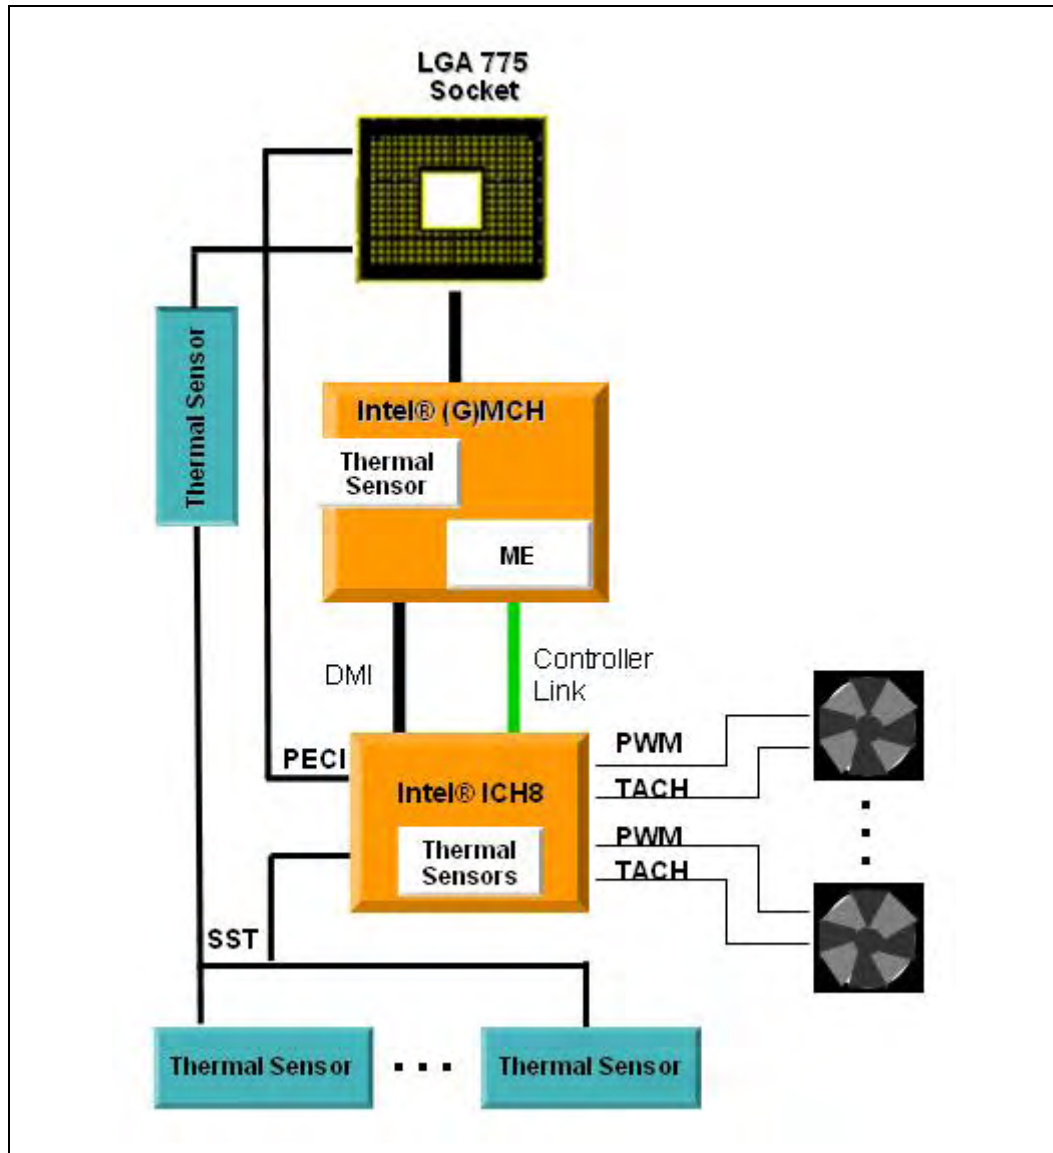 LGA 775
Socket
Thermal Sensor
Intel® (G)MCH
Thermal
Sensor
ME
DMI
Controller
Link
PECI
Intel® ICH8
Thermal
Sensors
PWM
TACH
PWM
TACH
SST
Thermal Sensor
Thermal Sensor